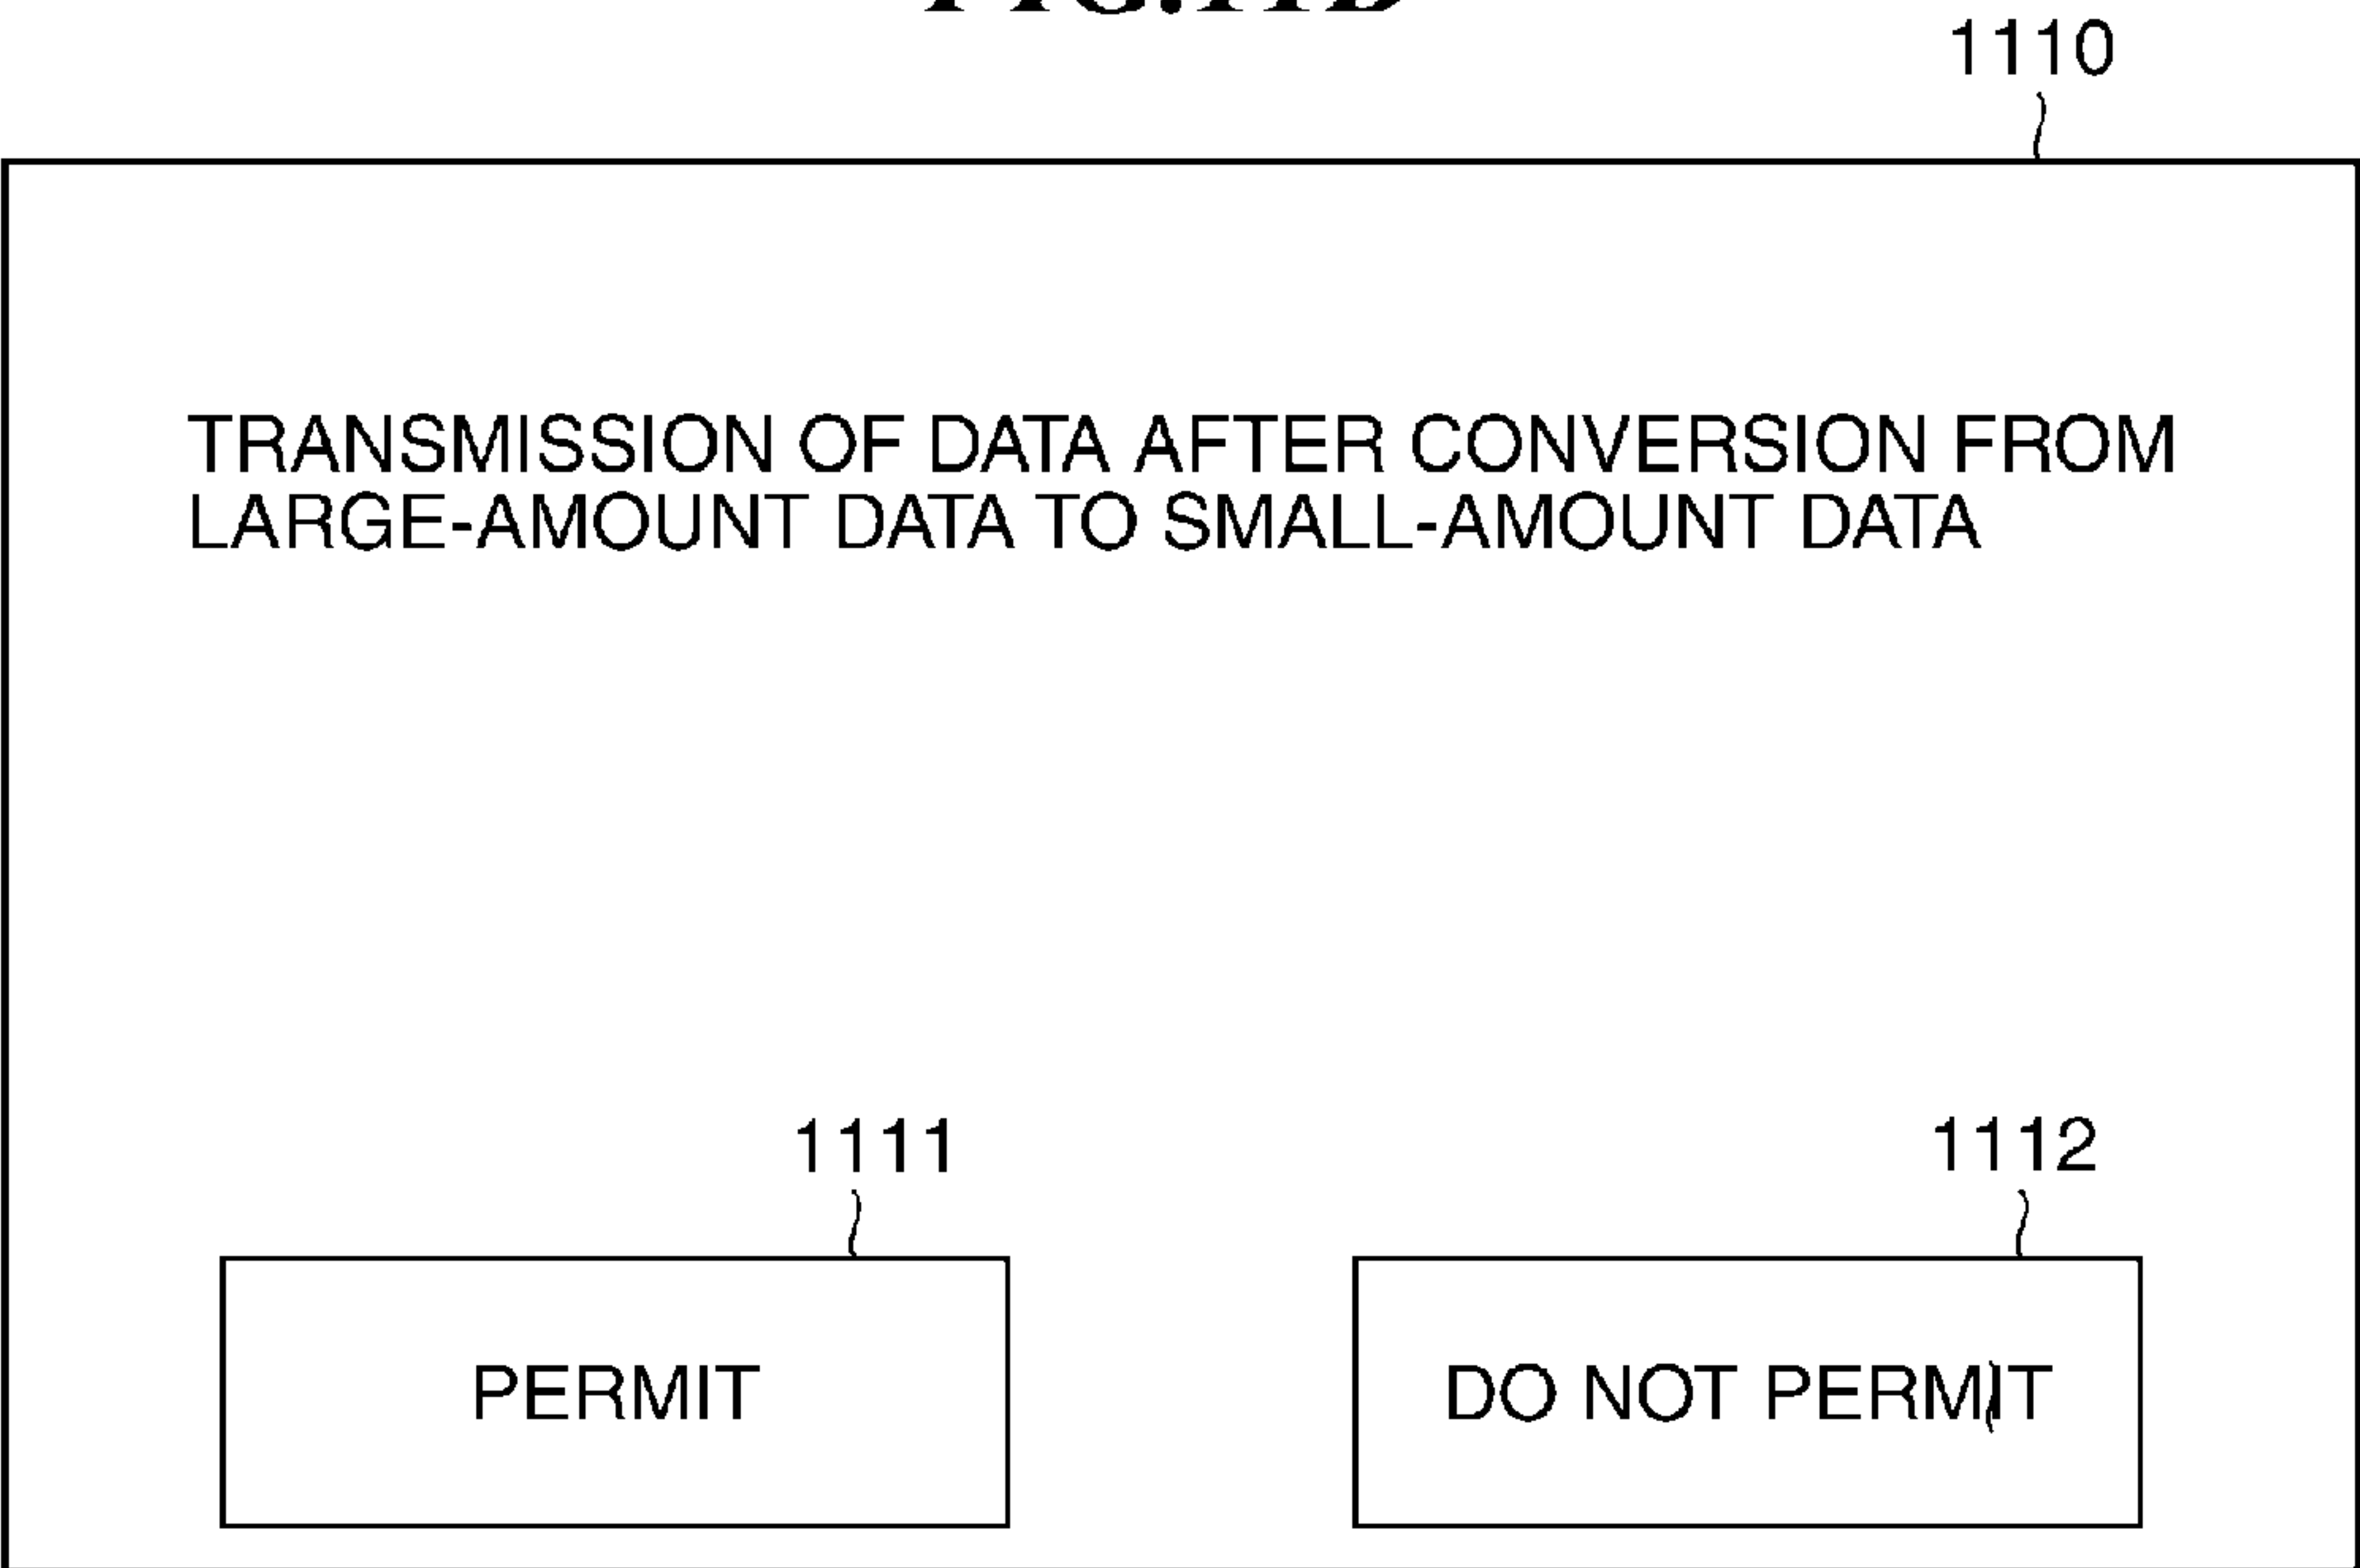 1110
TRANSMISSION OF DATA AFTER CONVERSION FROM
LARGE-AMOUNT DATA TO SMALL-AMOUNT DATA
1111
1112
PERMIT
DO NOT PERMIT